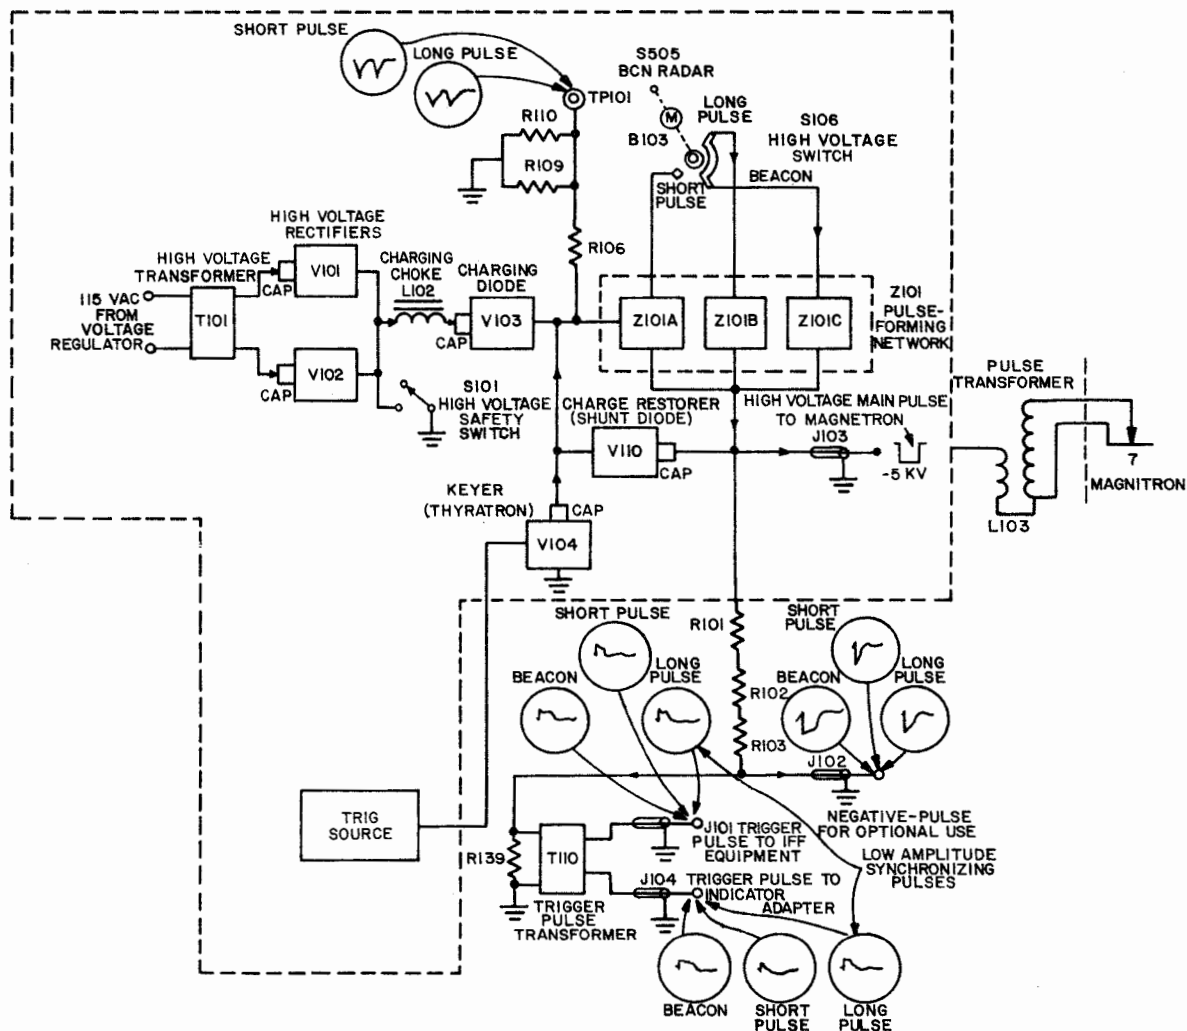 SHORT PULSE
LONG PULSE
TP101
S505
BCN RADAR
M
B103
LONG
PULSE
S106
HIGH VOLTAGE
SWITCH
BEACON
SHORT
PULSE
R110
R109
R106
HIGH VOLTAGE
RECTIFIERS
V101
CAP
HIGH VOLTAGE
TRANSFORMER
115 VAC
FROM
VOLTAGE
REGULATOR
T101
V102
CAP
CHARGING
CHOKE
L102
CHARGING
DIODE
V103
CAP
Z101A
Z101B
Z101C
Z101
PULSE-
FORMING
NETWORK
S101
HIGH VOLTAGE
SAFETY
SWITCH
CHARGE RESTORER
(SHUNT DIODE)
V110
CAP
HIGH VOLTAGE MAIN PULSE
TO MAGNETRON
J103
-5 KV
PULSE
TRANSFORMER
L103
7
MAGNITRON
KEYER
(THYRATRON)
CAP
V104
R101
R102
R103
SHORT PULSE
BEACON
LONG
PULSE
SHORT
PULSE
BEACON
LONG
PULSE
J102
NEGATIVE-PULSE
FOR OPTIONAL USE
TRIG
SOURCE
R139
T110
TRIGGER
PULSE
TRANSFORMER
J101 TRIGGER
PULSE TO IFF
EQUIPMENT
J104 TRIGGER PULSE TO
INDICATOR
ADAPTER
LOW AMPLITUDE
SYNCHRONIZING
PULSES
BEACON
SHORT
PULSE
LONG
PULSE